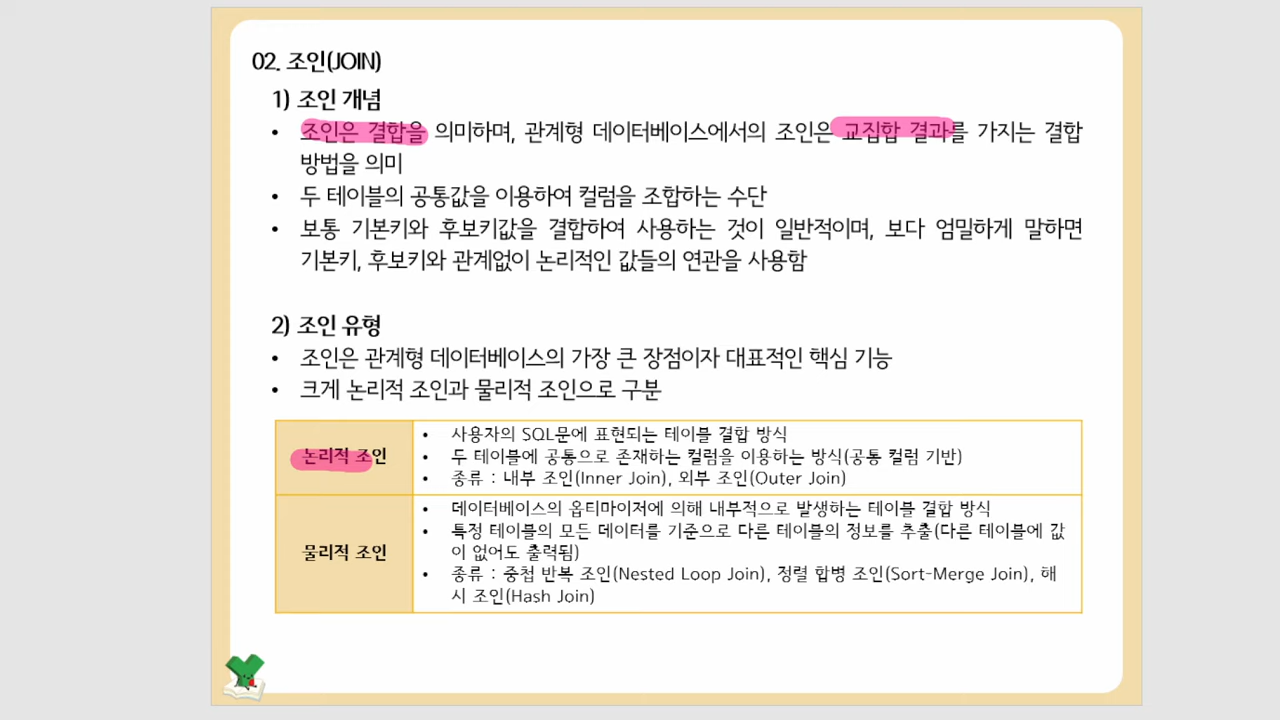 02. 조인(JOIN)
1) 조인 개념
• 조인은 결합을 의미하며, 관계형 데이터베이스에서의 조인은 교집합 결과를 가지는 결합
방법을 의미
• 두 테이블의 공통값을 이용하여 컬럼을 조합하는 수단
• 보통 기본키와 후보키값을 결합하여 사용하는 것이 일반적이며, 보다 엄밀하게 말하면
기본키, 후보키와 관계없이 논리적인 값들의 연관을 사용함
2) 조인 유형
• 조인은 관계형 데이터베이스의 가장 큰 장점이자 대표적인 핵심 기능
• 크게 논리적 조인과 물리적 조인으로 구분
논리적 조인
• 사용자의 SQL문에 표현되는 테이블 결합 방식
• 두 테이블에 공통으로 존재하는 컬럼을 이용하는 방식(공통 컬럼 기반)
• 종류 : 내부 조인(Inner Join), 외부 조인(Outer Join)
물리적 조인
• 데이터베이스의 옵티마이저에 의해 내부적으로 발생하는 테이블 결합 방식
• 특정 테이블의 모든 데이터를 기준으로 다른 테이블의 정보를 추출(다른 테이블에 값
이 없어도 출력됨)
• 종류 : 중첩 반복 조인(Nested Loop Join), 정렬 합병 조인(Sort-Merge Join), 해
시 조인(Hash Join)